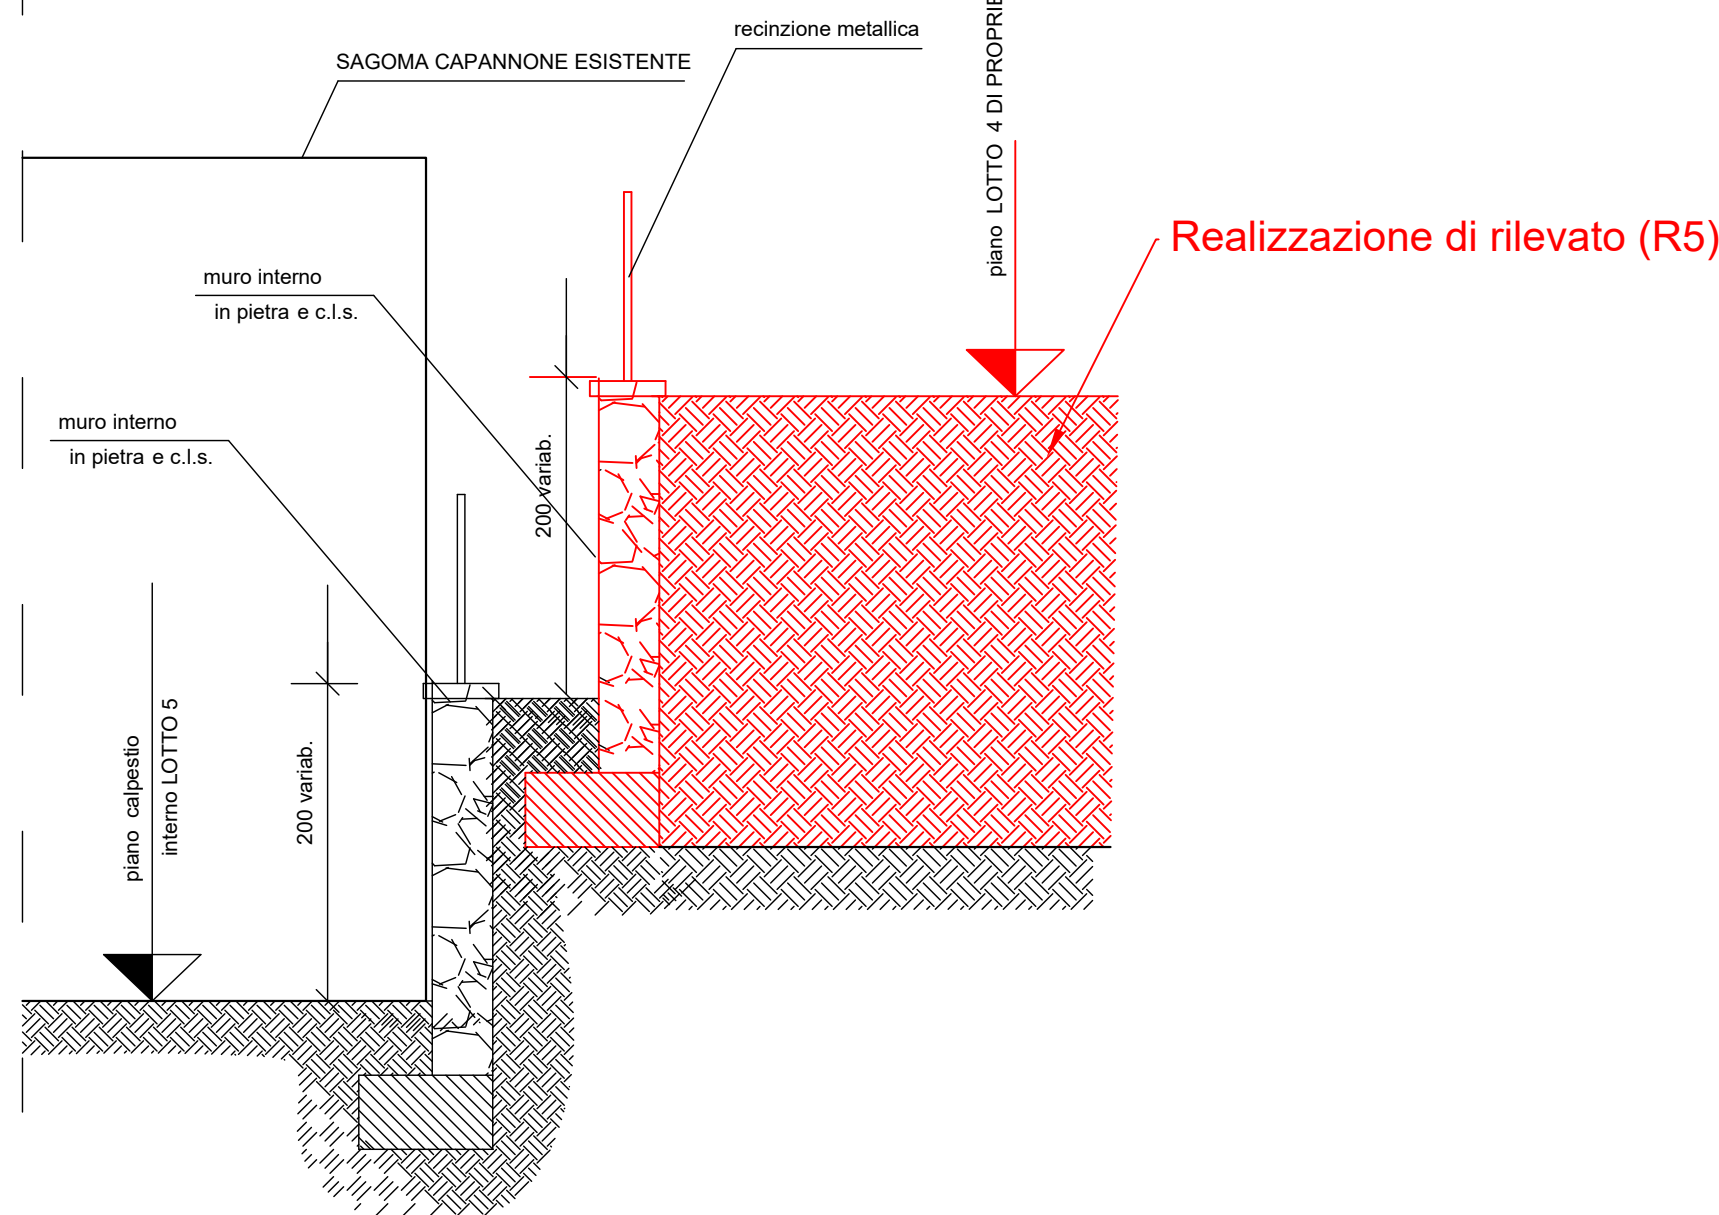 recinzione metallica
SAGOMA CAPANNONE ESISTENTE
piano LOTTO 4 DI
Realizzazione di rilevato (R5)
muro interno
in pietra e c.l.s.
muro interno
in pietra e c.l.s.
200 variab.
piano calpestio
interno LOTTO 5
200 variab.